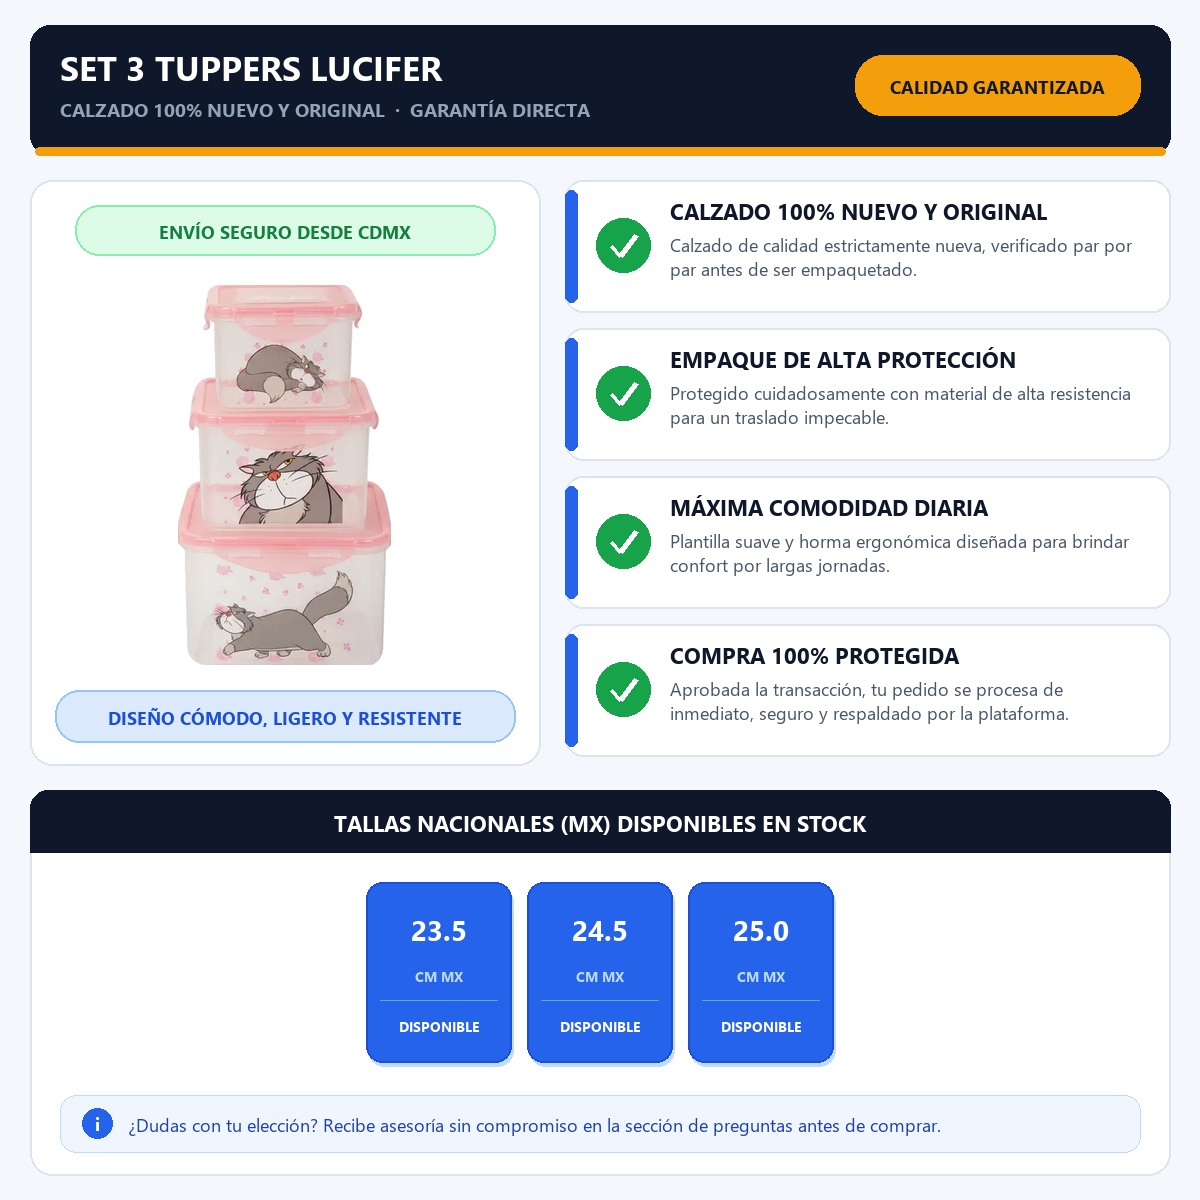 SET 3 TUPPERS LUCIFER
CALZADO 100% NUEVO Y ORIGINAL · GARANTÍA DIRECTA
CALIDAD GARANTIZADA
ENVÍO SEGURO DESDE CDMX
DISEÑO CÓMODO, LIGERO Y RESISTENTE
CALZADO 100% NUEVO Y ORIGINAL
Calzado de calidad estrictamente nueva, verificado par por
par antes de ser empaquetado.
EMPAQUE DE ALTA PROTECCIÓN
Protegido cuidadosamente con material de alta resistencia
para un traslado impecable.
MÁXIMA COMODIDAD DIARIA
Plantilla suave y horma ergonómica diseñada para brindar
confort por largas jornadas.
COMPRA 100% PROTEGIDA
Aprobada la transacción, tu pedido se procesa de
inmediato, seguro y respaldado por la plataforma.
TALLAS NACIONALES (MX) DISPONIBLES EN STOCK
23.5
CM MX
DISPONIBLE
24.5
CM MX
DISPONIBLE
25.0
CM MX
DISPONIBLE
¿Dudas con tu elección? Recibe asesoría sin compromiso en la sección de preguntas antes de comprar.